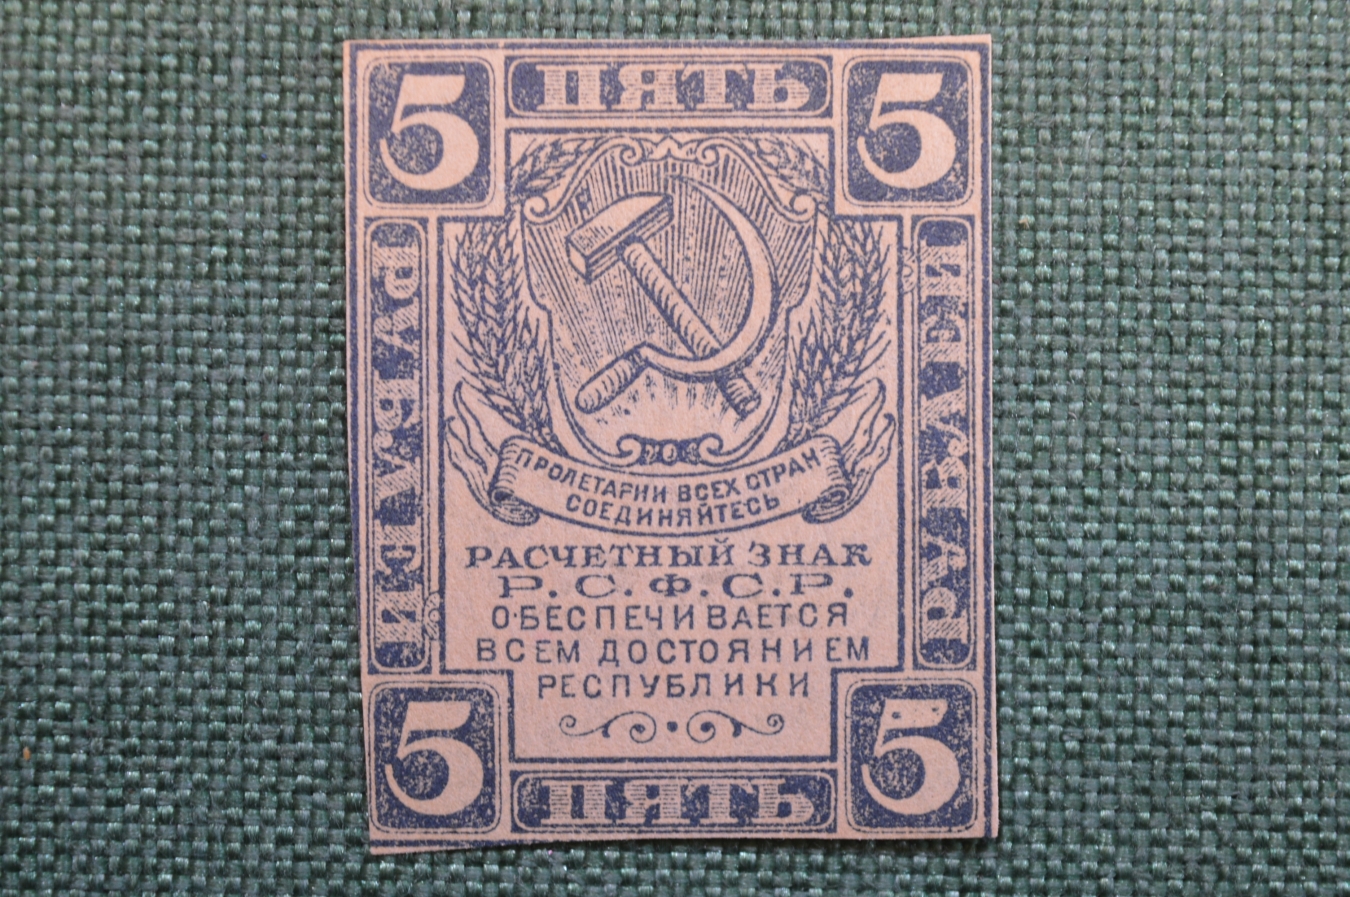 5 ПЯТЬ 5
РУБЛЕЙ
РУБЛЕЙ
ПРОЛЕТАРИИ ВСЕХ СТРАН
СОЕДИНЯЙТЕСЬ
РАСЧЕТНЫЙ ЗНАК
Р.С.Ф.С.Р.
ОБЕСПЕЧИВАЕТСЯ
ВСЕМ ДОСТОЯНИЕМ
РЕСПУБЛИКИ
5 ПЯТЬ 5